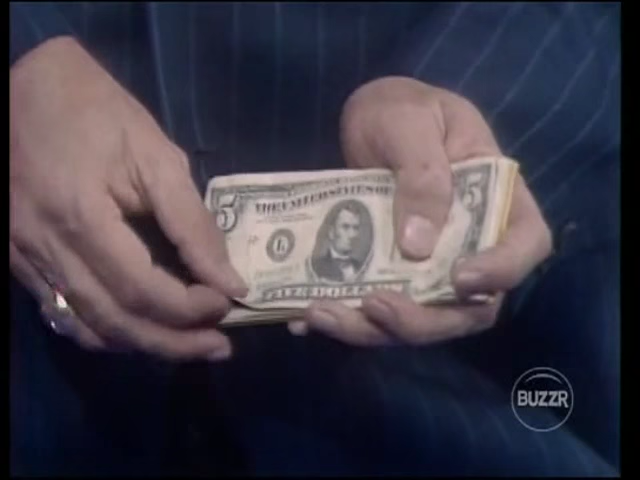 5 THE UNITED STATES OF 5
L
FIVE DOLLARS
BUZZR